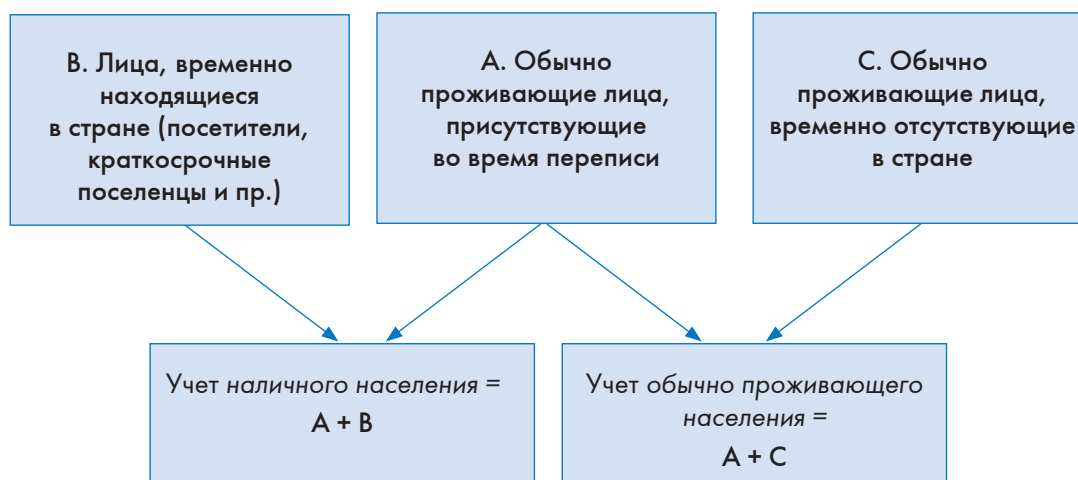 В. Лица, временно
находящиеся
в стране (посетители,
краткосрочные
поселенцы и пр.)
А. Обычно
проживающие лица,
присутствующие
во время переписи
С. Обычно
проживающие лица,
временно отсутствующие
в стране
Учет наличного населения =
А + В
Учет обычно проживающего
населения =
А + С